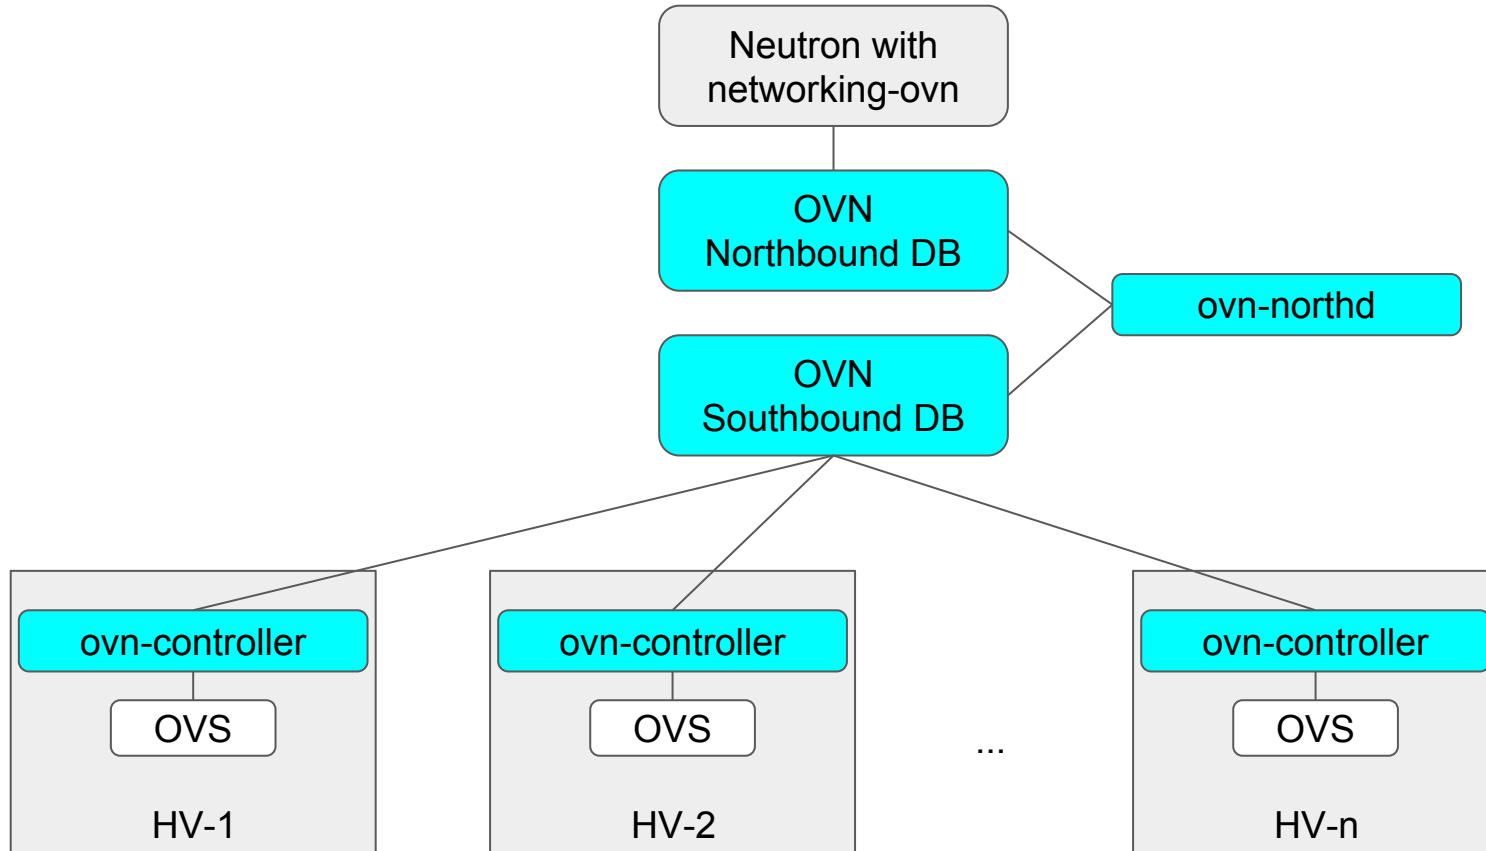 Neutron with
networking-ovn
OVN
Northbound DB
ovn-northd
OVN
Southbound DB
ovn-controller
ovn-controller
ovn-controller
OVS
OVS
...
OVS
HV-1
HV-2
HV-n